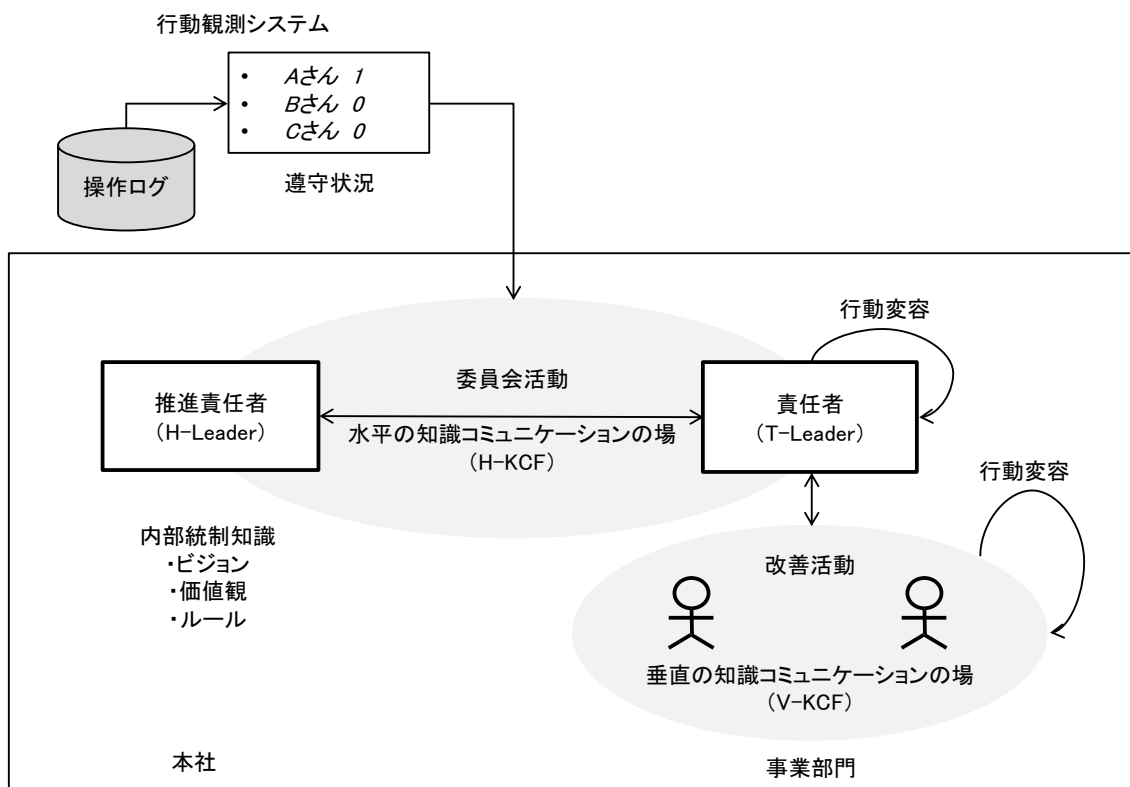 行動観測システム
• Aさん 1
• Bさん 0
• Cさん 0
操作ログ
遵守状況
行動変容
委員会活動
推進責任者
(H-Leader)
責任者
(T-Leader)
水平の知識コミュニケーションの場
(H-KCF)
行動変容
内部統制知識
・ビジョン
・価値観
・ルール
改善活動
垂直の知識コミュニケーションの場
(V-KCF)
本社
事業部門